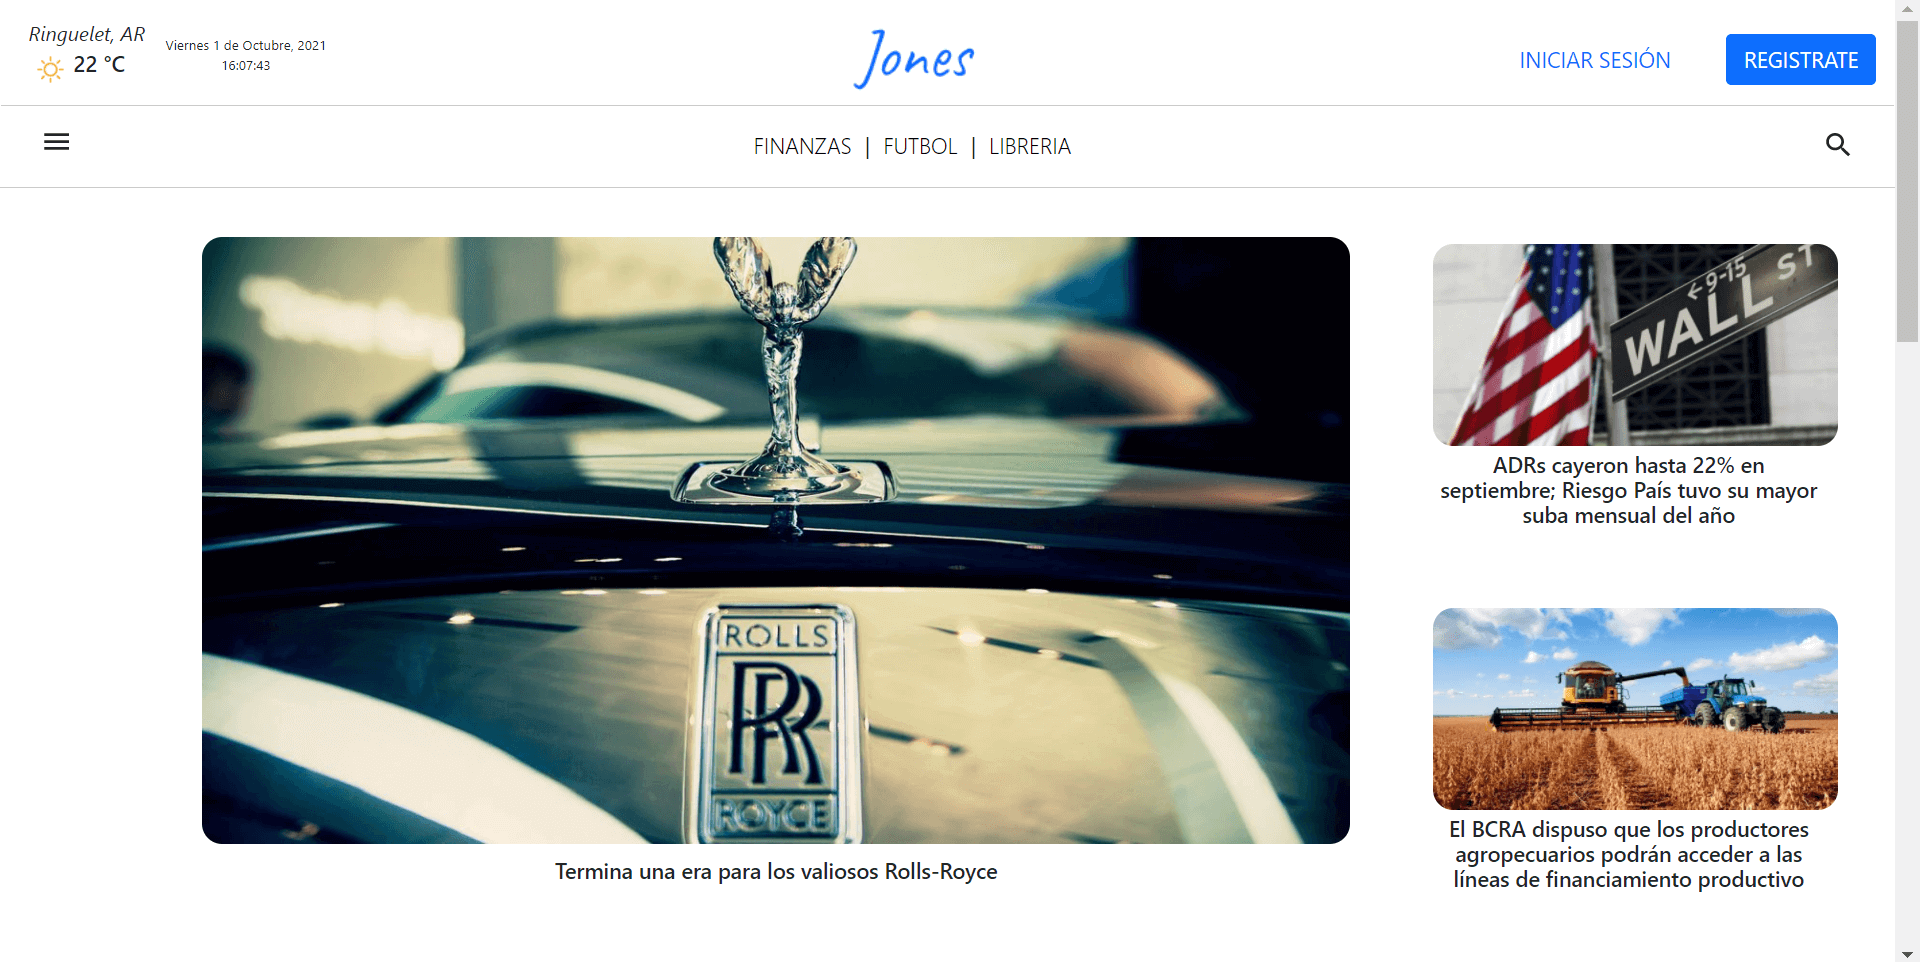 Ringuelet, AR
22 °C
Viernes 1 de Octubre, 2021
16:07:43
Jones
INICIAR SESIÓN
REGISTRATE
FINANZAS | FUTBOL | LIBRERIA
ROLLS
RR
ROYCE
Termina una era para los valiosos Rolls-Royce
←9-15
WALL ST
ADRs cayeron hasta 22% en
septiembre; Riesgo País tuvo su mayor
suba mensual del año
El BCRA dispuso que los productores
agropecuarios podrán acceder a las
líneas de financiamiento productivo